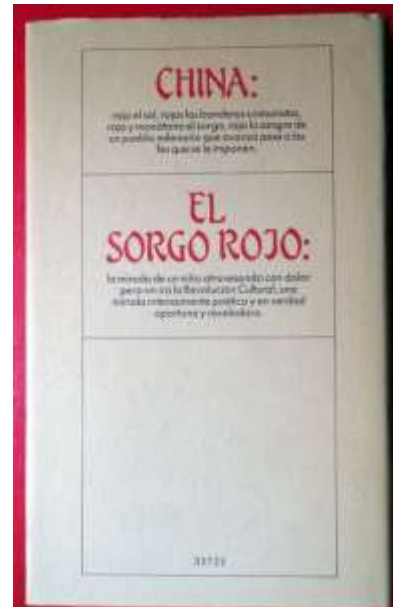 CHINA:
rojo el sol, rojas las banderas comunistas,
rojo y monótono el sorgo, roja la sangre de
un pueblo milenario que avanza pese a las
que se le imponen.
EL
SORGO ROJO:
la mirada de un niño atravesando con dolor
pero sin ira la Revolución Cultural, una
mirada intensamente poética y en verdad
oportuna y reveladora.